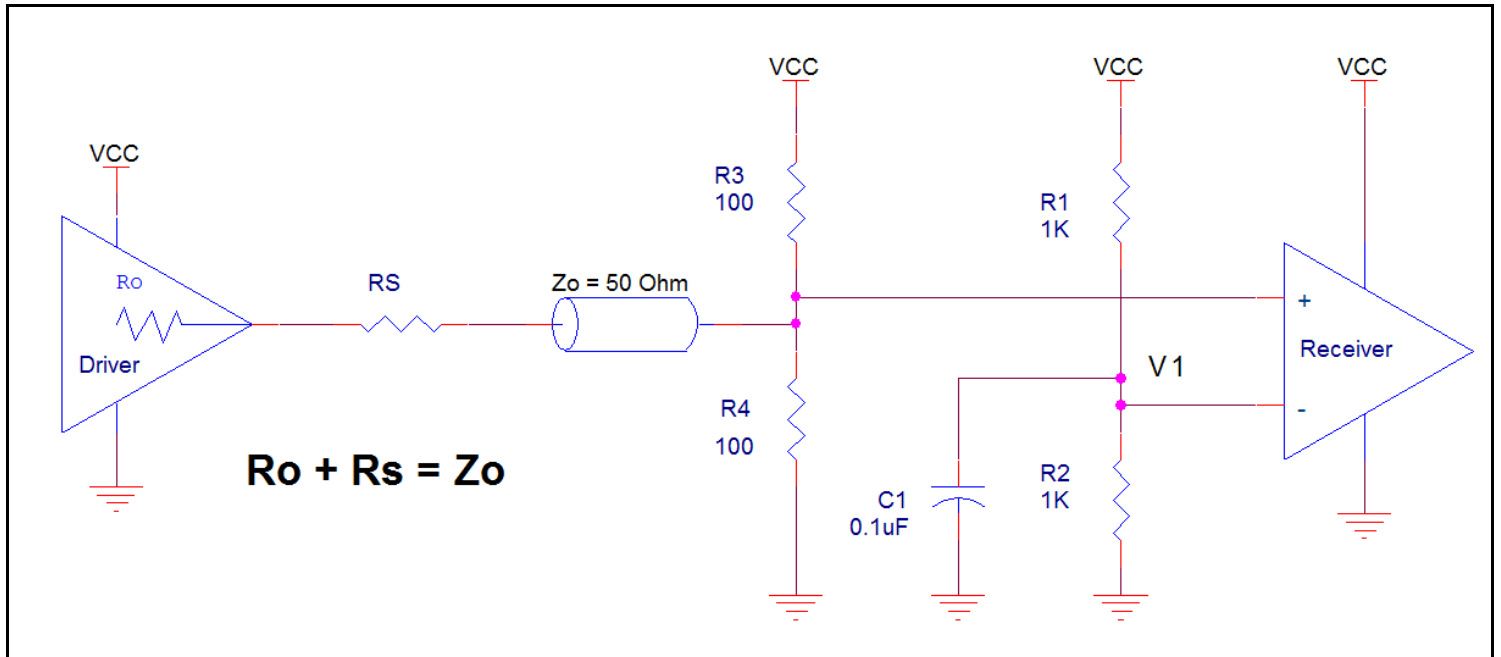 VCC
VCC
VCC
VCC
R3
100
R1
1K
Ro
RS
Zo = 50 Ohm
+
Receiver
Driver
V1
-
R4
100
Ro + Rs = Zo
R2
1K
C1
0.1uF